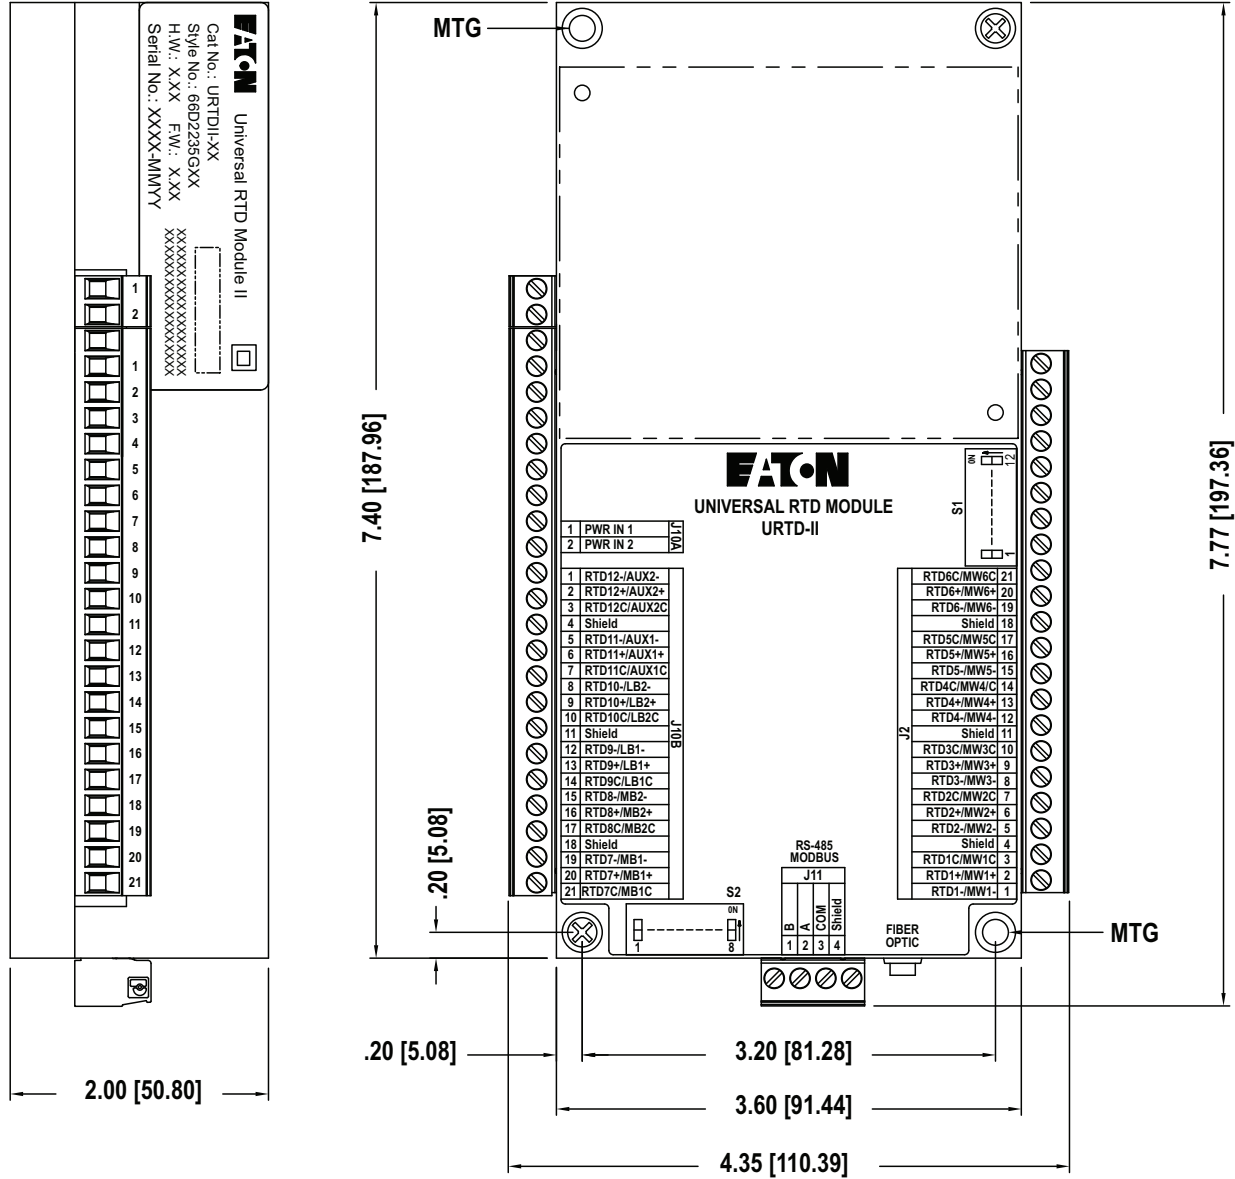 EATON Universal RTD Module II
Cat No.: URTDII-XX
Style No.: 66D2235GXX
H.W.: X.XX F.W.: X.XX
Serial No.: XXXX-MMYY
1
2
1
2
3
4
5
6
7
8
9
10
11
12
13
14
15
16
17
18
19
20
21
2.00 [50.80]
MTG
7.40 [187.96]
7.77 [197.36]
EATON
UNIVERSAL RTD MODULE
URTD-II
ON
12
S1
1
J10A
1 PWR IN 1
2 PWR IN 2
J10B
1 RTD12-/AUX2-
2 RTD12+/AUX2+
3 RTD12C/AUX2C
4 Shield
5 RTD11-/AUX1-
6 RTD11+/AUX1+
7 RTD11C/AUX1C
8 RTD10-/LB2-
9 RTD10+/LB2+
10 RTD10C/LB2C
11 Shield
12 RTD9-/LB1-
13 RTD9+/LB1+
14 RTD9C/LB1C
15 RTD8-/MB2-
16 RTD8+/MB2+
17 RTD8C/MB2C
18 Shield
19 RTD7-/MB1-
20 RTD7+/MB1+
21 RTD7C/MB1C
J2
RTD6C/MW6C 21
RTD6+/MW6+ 20
RTD6-/MW6- 19
Shield 18
RTD5C/MW5C 17
RTD5+/MW5+ 16
RTD5-/MW5- 15
RTD4C/MW4/C 14
RTD4+/MW4+ 13
RTD4-/MW4- 12
Shield 11
RTD3C/MW3C 10
RTD3+/MW3+ 9
RTD3-/MW3- 8
RTD2C/MW2C 7
RTD2+/MW2+ 6
RTD2-/MW2- 5
Shield 4
RTD1C/MW1C 3
RTD1+/MW1+ 2
RTD1-/MW1- 1
.20 [5.08]
S2
ON
1 8
RS-485
MODBUS
J11
B A COM Shield
1 2 3 4
FIBER
OPTIC
MTG
.20 [5.08]
3.20 [81.28]
3.60 [91.44]
4.35 [110.39]